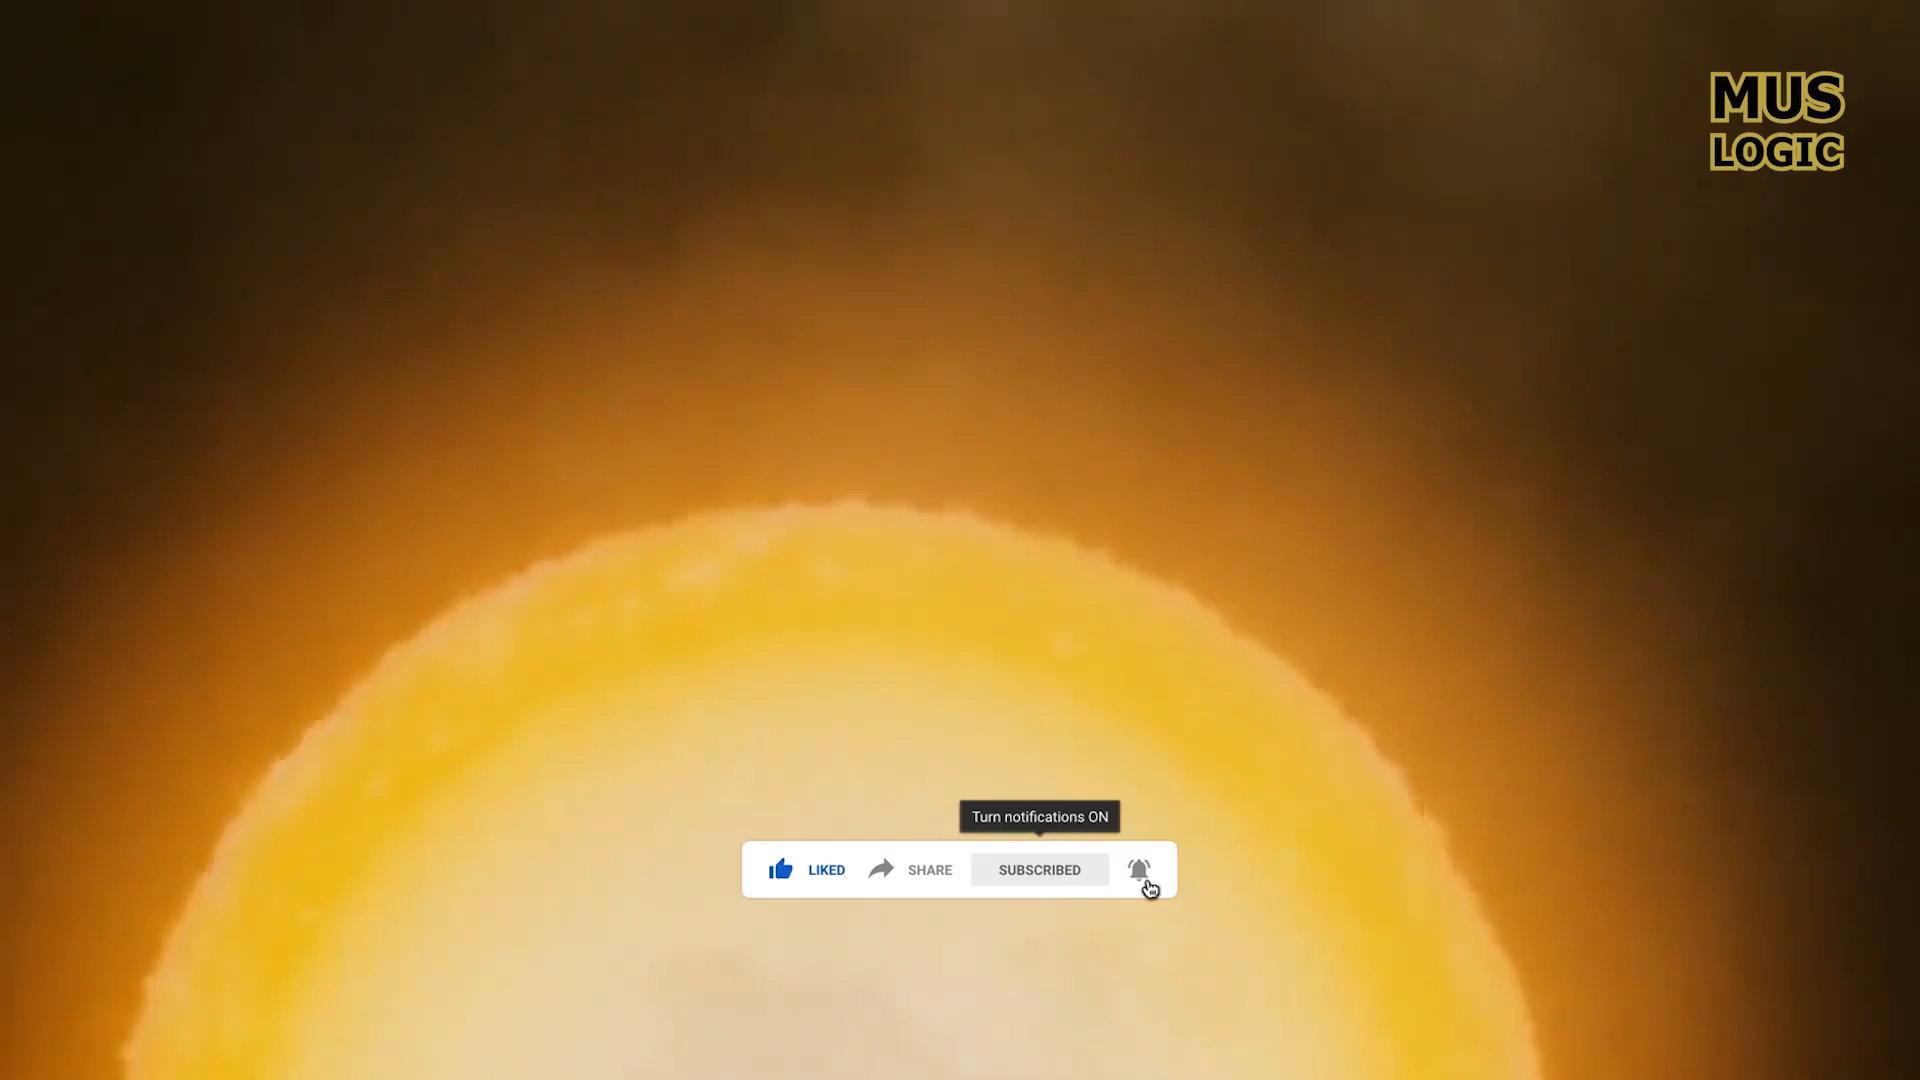 MUS
LOGIC
Turn notifications ON
LIKED
SHARE
SUBSCRIBED